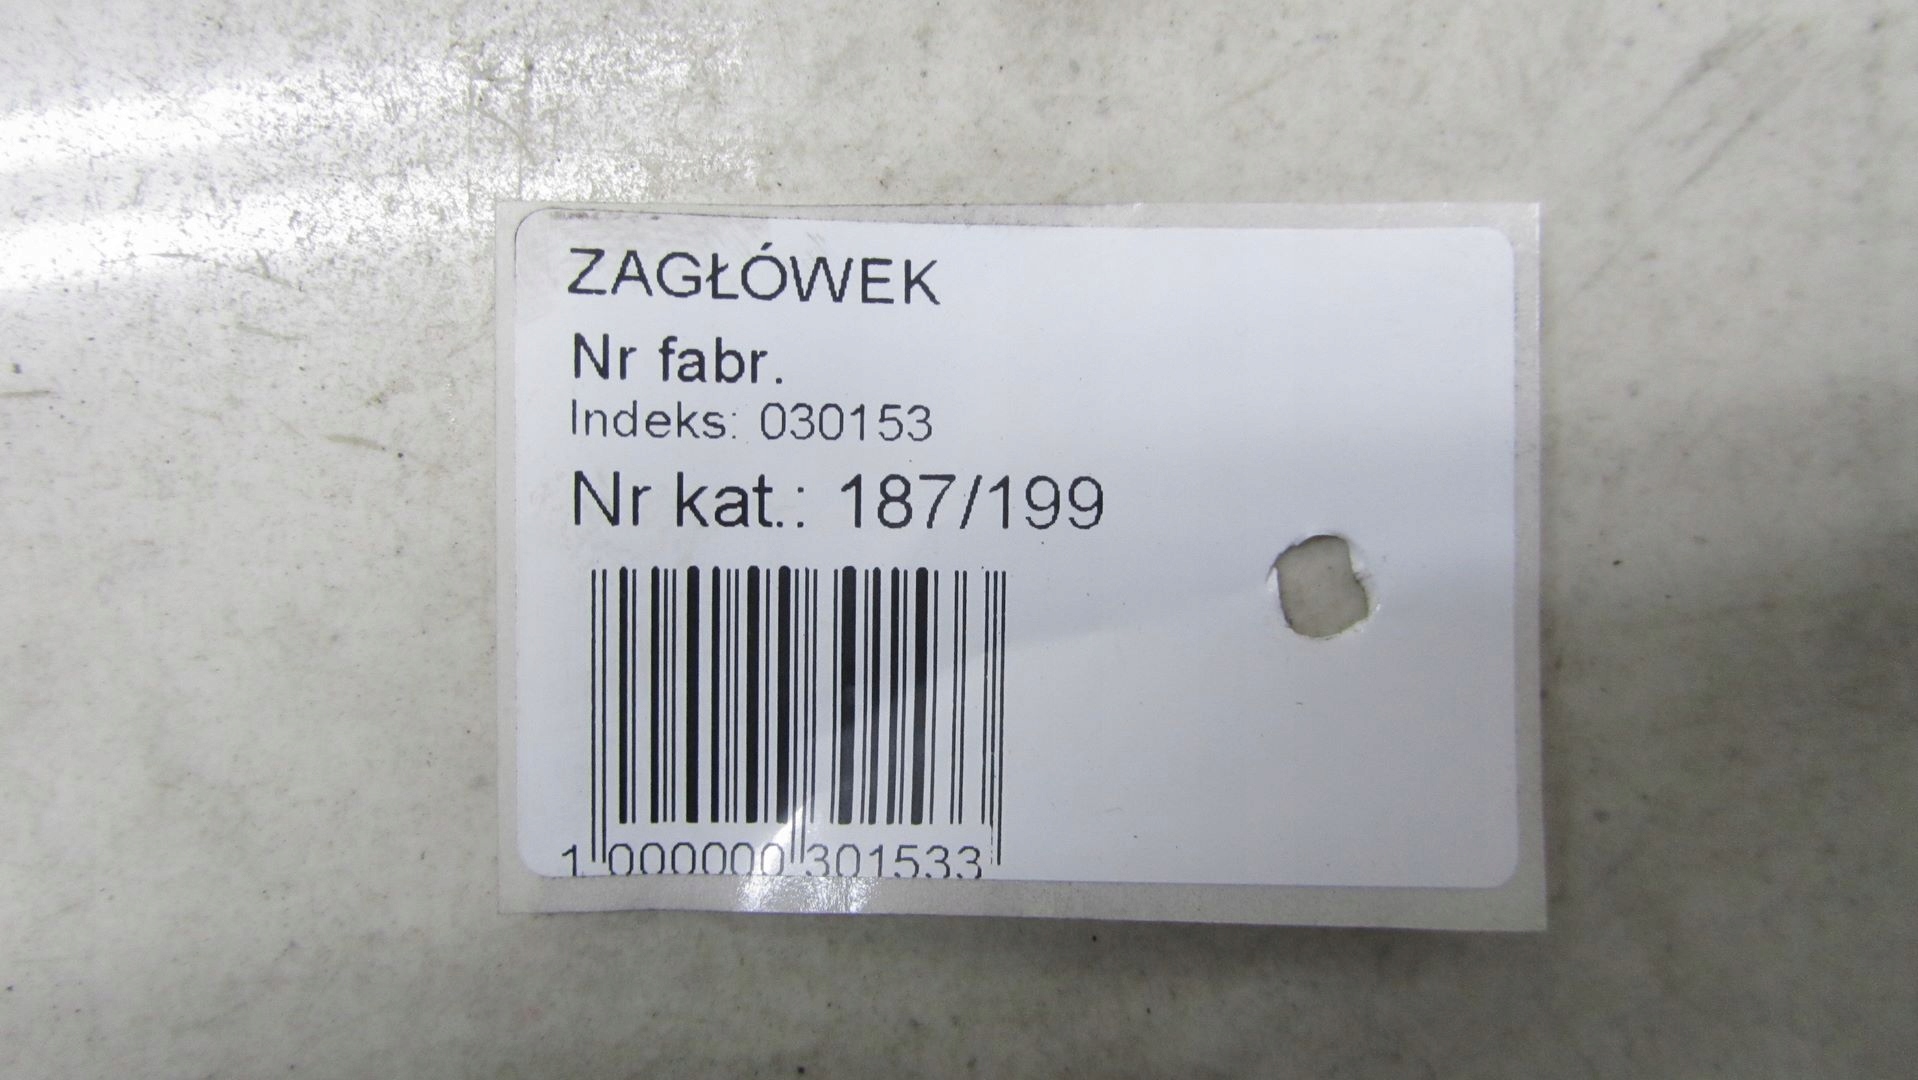 ZAGŁÓWEK
Nr fabr.
Indeks: 030153
Nr kat.: 187/199
1 000000 301533